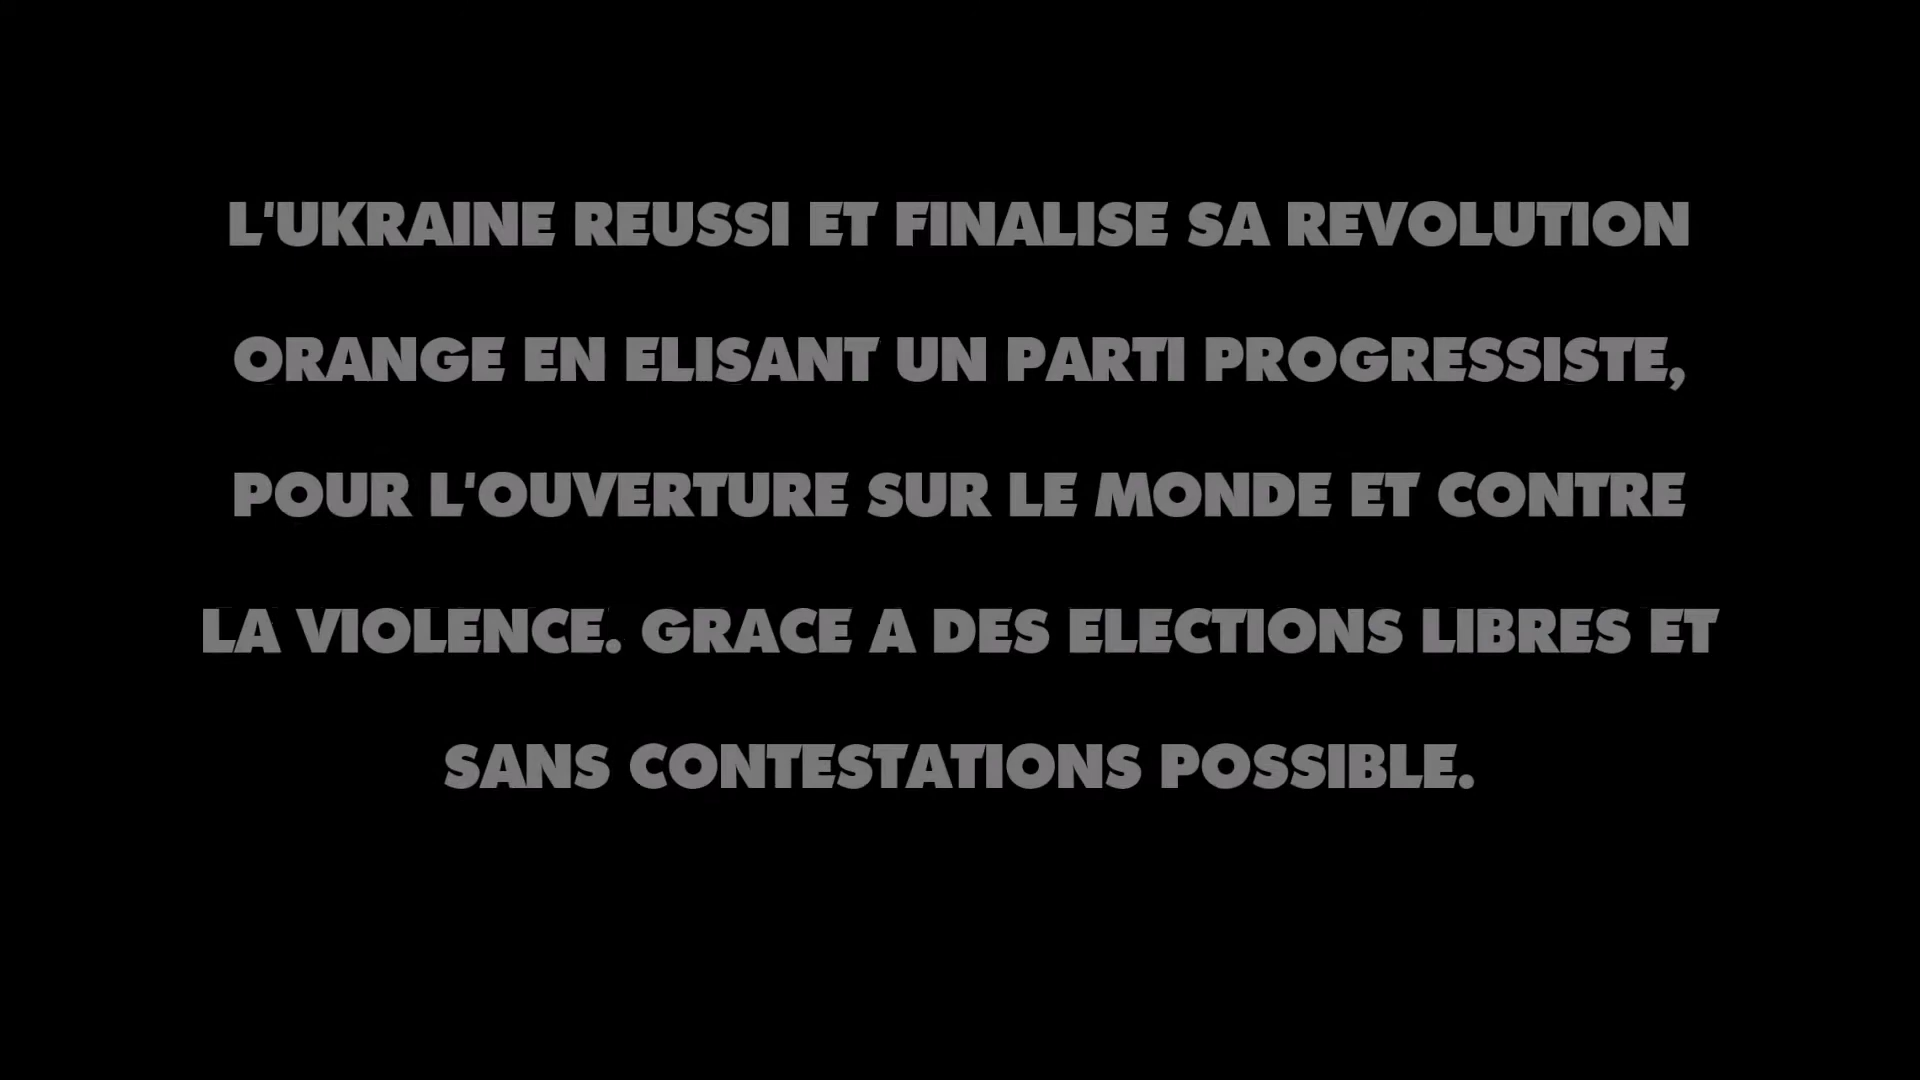 L'UKRAINE REUSSI ET FINALISE SA REVOLUTION
ORANGE EN ELISANT UN PARTI PROGRESSISTE,
POUR L'OUVERTURE SUR LE MONDE ET CONTRE
LA VIOLENCE. GRACE A DES ELECTIONS LIBRES ET
SANS CONTESTATIONS POSSIBLE.